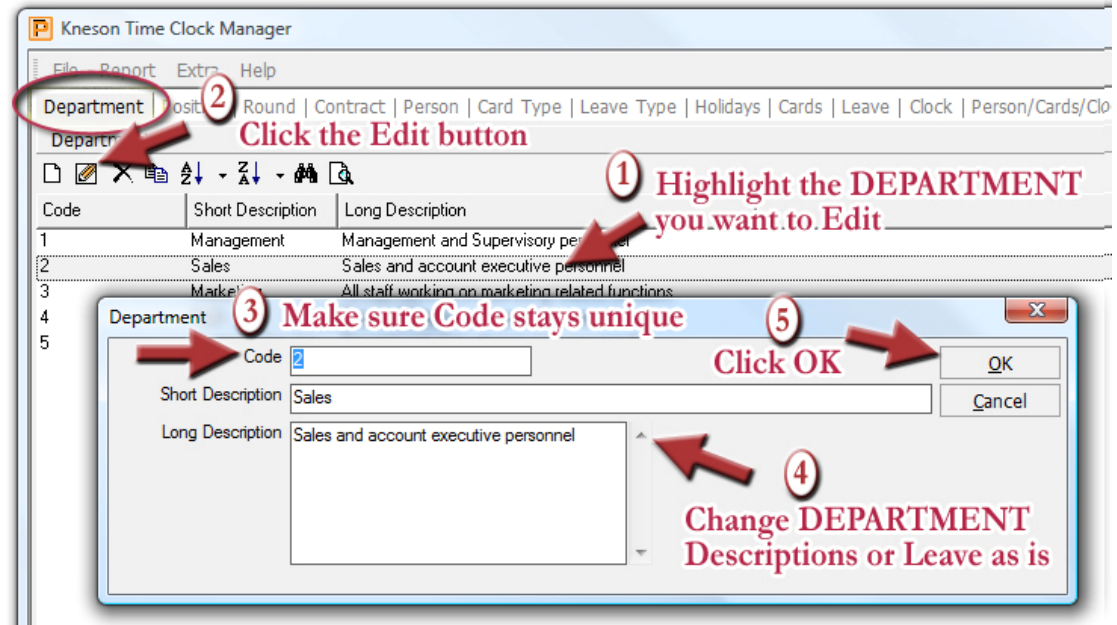 Kneson Time Clock Manager
File Report Extra Help
Department | Round | Contract | Person | Card Type | Leave Type | Holidays | Cards | Leave | Clock | Person/Cards/Clo
2
Click the Edit button
1
Highlight the DEPARTMENT
you want to Edit
Code Short Description Long Description
1 Management Management and Supervisory
2 Sales Sales and account executive personnel
3 All staff working on marketing related functions
4
5
Department
3 Make sure Code stays unique
5
Click OK
Code 2
OK
Short Description Sales
Cancel
Long Description Sales and account executive personnel
4
Change DEPARTMENT
Descriptions or Leave as is